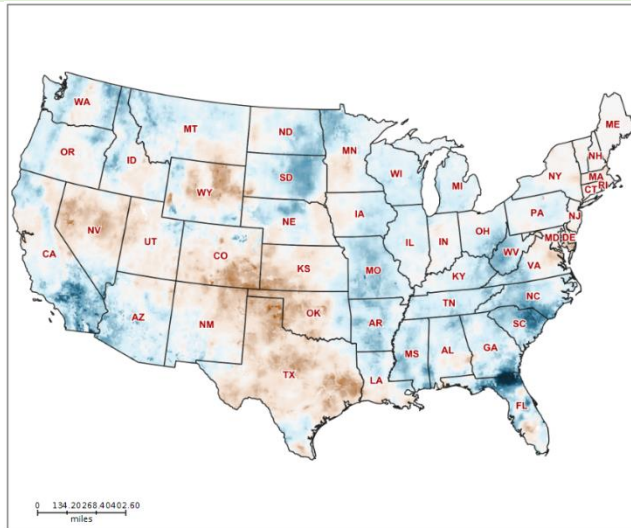 WA
MT
ND
MN
ME
OR
ID
WY
SD
WI
MI
NY
NH
MA
RI
CT
NV
UT
NE
IA
PA
NJ
CA
CO
KS
MO
IL
IN
OH
WV
MD
DE
VA
KY
NC
TN
AZ
NM
OK
AR
SC
MS
AL
GA
TX
LA
FL
0 134.20268.40402.60
miles